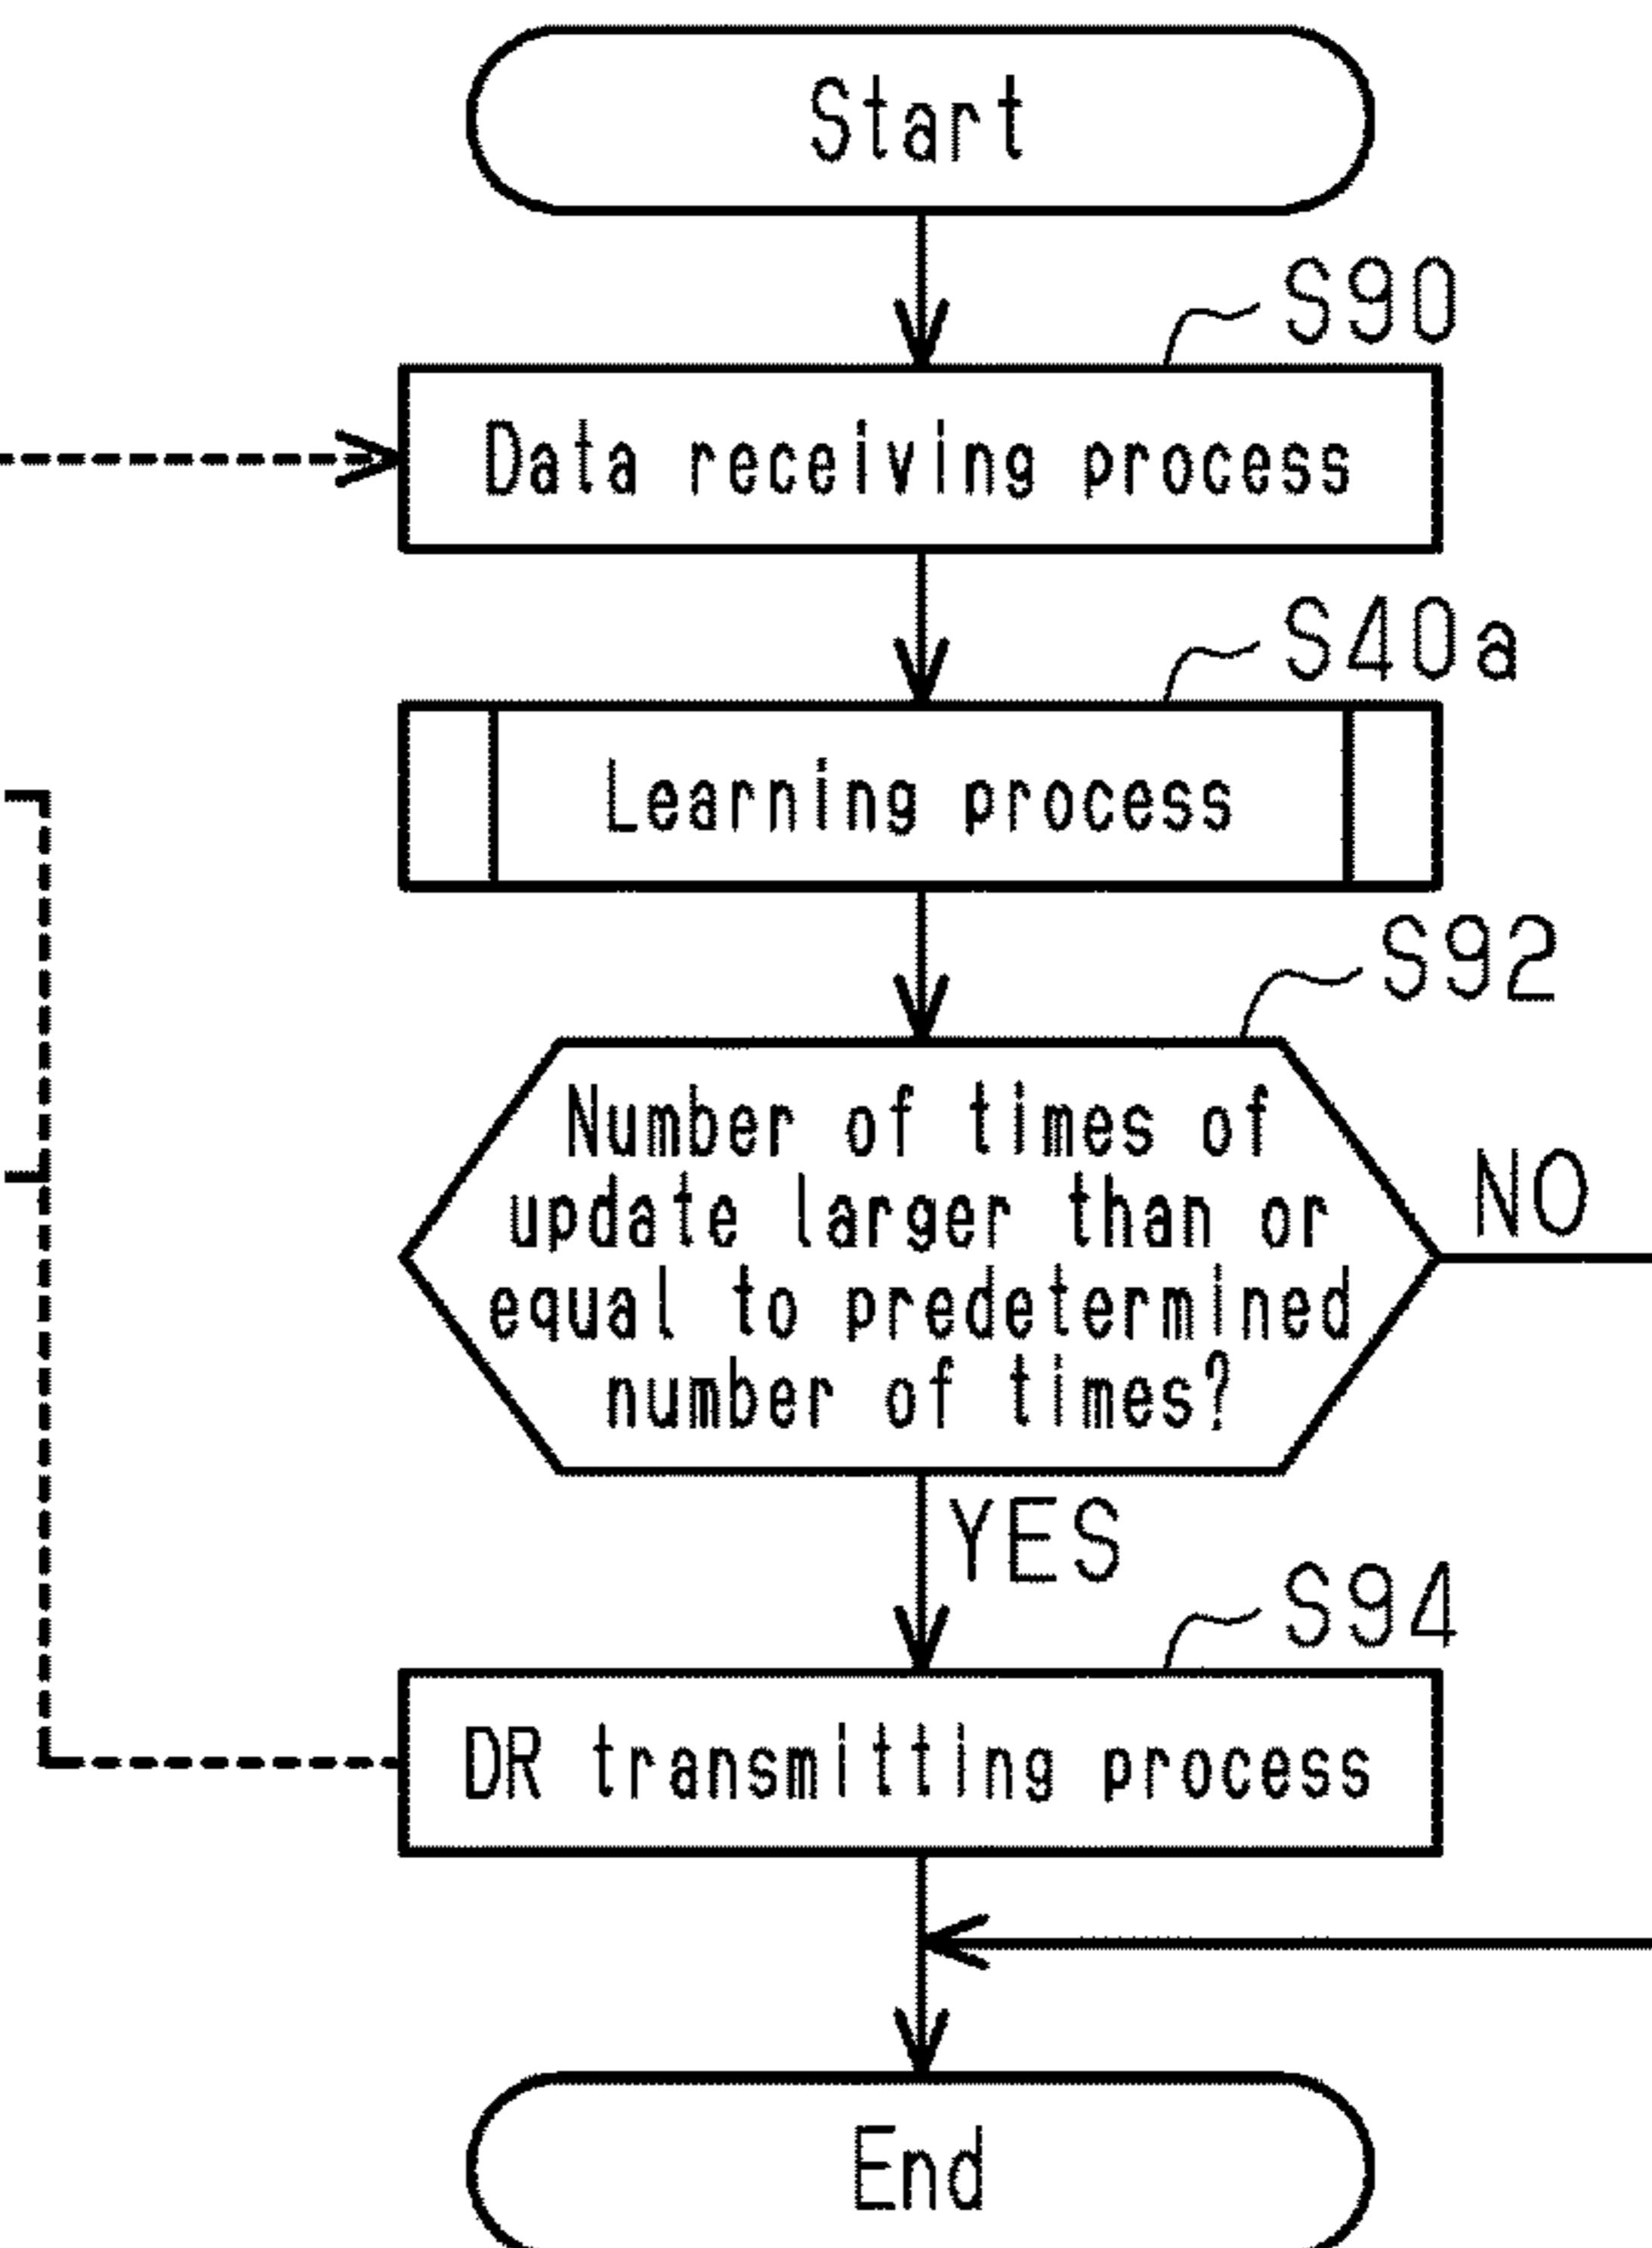 Start
S90
Data receiving process
S40a
Learning process
S92
Number of times of
update larger than or
equal to predetermined
number of times?
NO
YES
S94
DR transmitting process
End